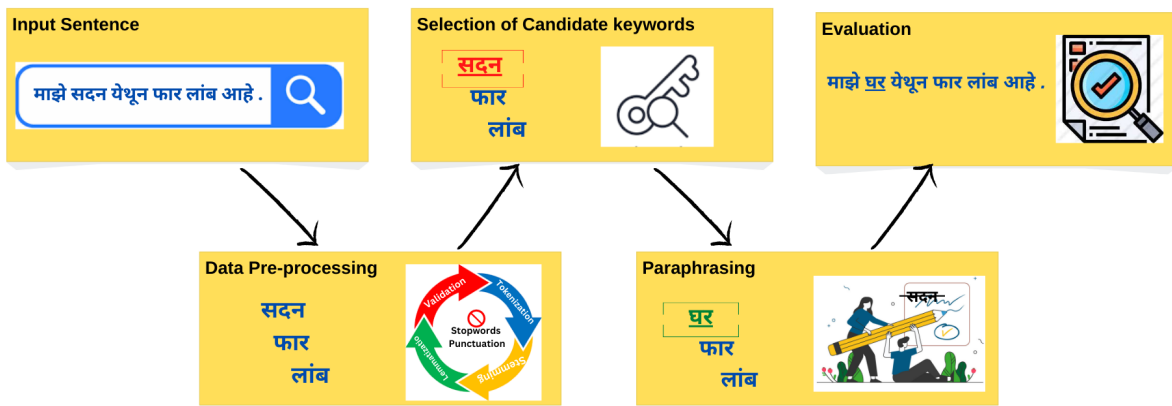 Input Sentence
माझे सदन येथून फार लांब आहे .
Data Pre-processing
सदन
फार
लांब
Validation
Tokenization
Stemming
Lemmatizatio
Stopwords
Punctuation
Selection of Candidate keywords
सदन
फार
लांब
Paraphrasing
घर
फार
लांब
सदन
Evaluation
माझे घर येथून फार लांब आहे .